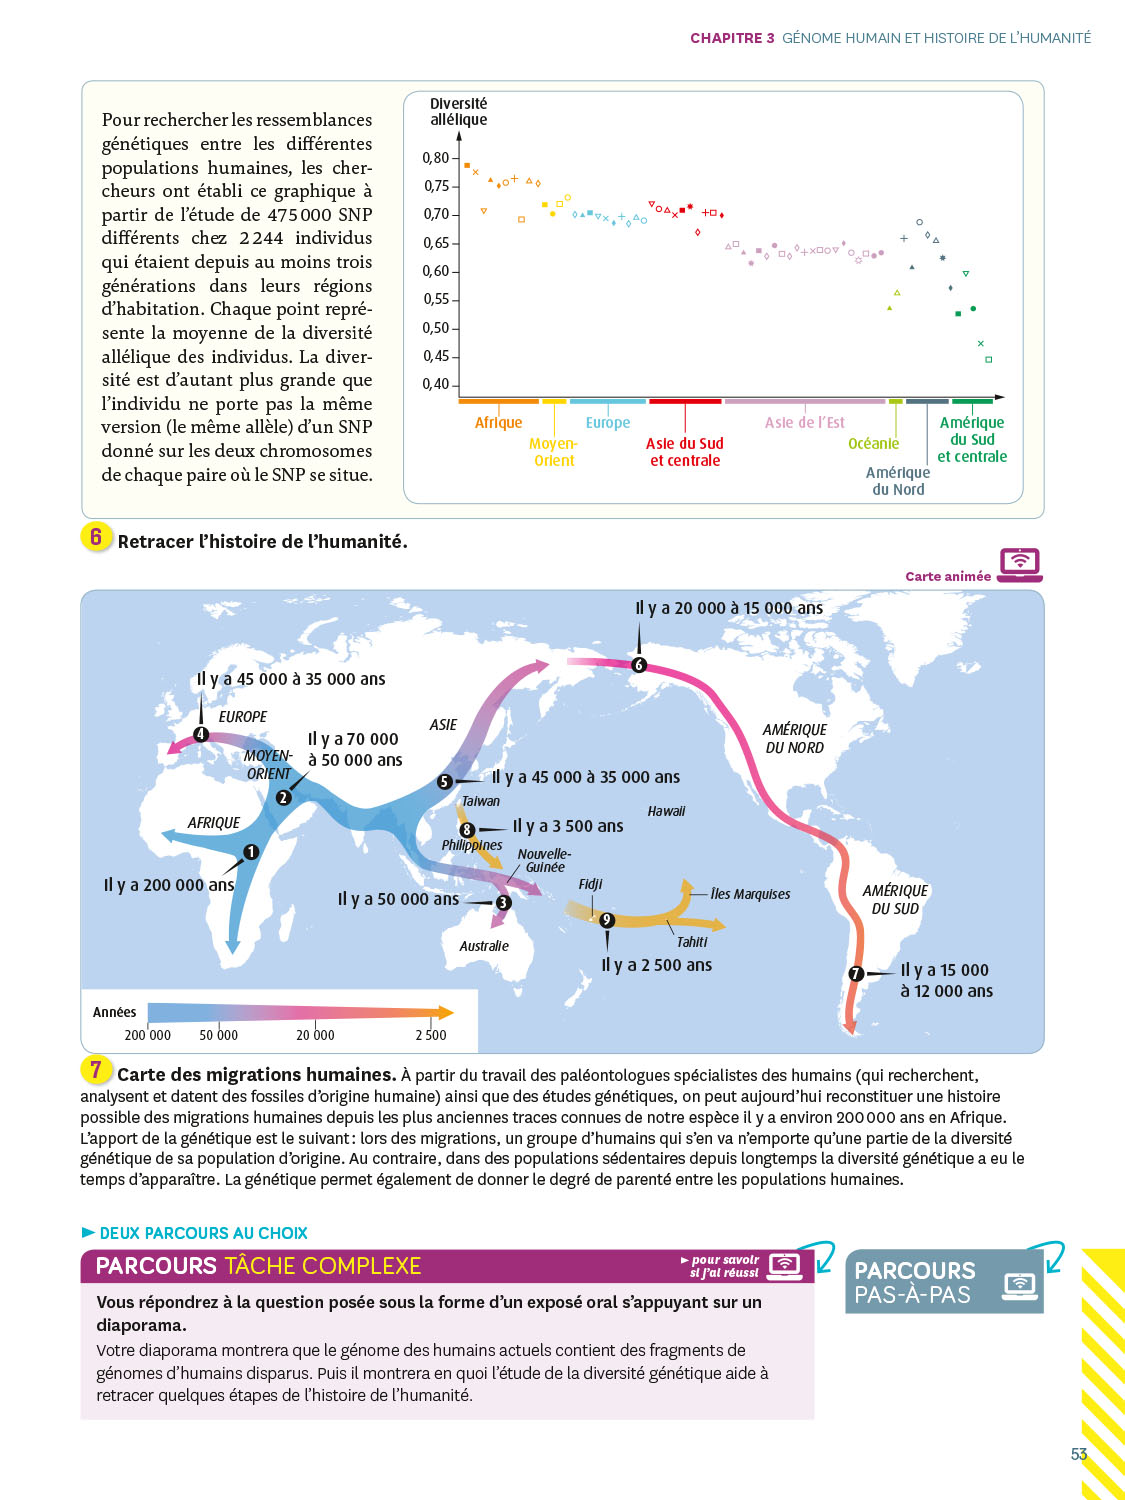 CHAPITRE 3 GÉNOME HUMAIN ET HISTOIRE DE L’HUMANITÉ
Pour rechercher les ressemblances
génétiques entre les différentes
populations humaines, les cher-
cheurs ont établi ce graphique à
partir de l’étude de 475 000 SNP
différents chez 2 244 individus
qui étaient depuis au moins trois
générations dans leurs régions
d’habitation. Chaque point repré-
sente la moyenne de la diversité
allélique des individus. La diver-
sité est d’autant plus grande que
l’individu ne porte pas la même
version (le même allèle) d’un SNP
donné sur les deux chromosomes
de chaque paire où le SNP se situe.
Diversité
allélique
0,80
0,75
0,70
0,65
0,60
0,55
0,50
0,45
0,40
Afrique
Moyen-
Orient
Europe
Asie du Sud
et centrale
Asie de l’Est
Océanie
Amérique
du Nord
Amérique
du Sud
et centrale
6 Retracer l’histoire de l’humanité.
Carte animée
Il y a 20 000 à 15 000 ans
6
Il y a 45 000 à 35 000 ans
4
EUROPE
MOYEN-
ORIENT
Il y a 70 000
à 50 000 ans
2
ASIE
5
Il y a 45 000 à 35 000 ans
AMÉRIQUE
DU NORD
Taiwan
Hawaii
AFRIQUE
8
Il y a 3 500 ans
Philippines
1
Nouvelle-
Guinée
Il y a 200 000 ans
Fidji
Îles Marquises
AMÉRIQUE
DU SUD
Il y a 50 000 ans
3
9
Australie
Tahiti
Il y a 2 500 ans
7
Il y a 15 000
à 12 000 ans
Années
200 000
50 000
20 000
2 500
7 Carte des migrations humaines. À partir du travail des paléontologues spécialistes des humains (qui recherchent,
analysent et datent des fossiles d’origine humaine) ainsi que des études génétiques, on peut aujourd’hui reconstituer une histoire
possible des migrations humaines depuis les plus anciennes traces connues de notre espèce il y a environ 200 000 ans en Afrique.
L’apport de la génétique est le suivant : lors des migrations, un groupe d’humains qui s’en va n’emporte qu’une partie de la diversité
génétique de sa population d’origine. Au contraire, dans des populations sédentaires depuis longtemps la diversité génétique a eu le
temps d’apparaître. La génétique permet également de donner le degré de parenté entre les populations humaines.
► DEUX PARCOURS AU CHOIX
PARCOURS TÂCHE COMPLEXE
► pour savoir
si j’ai réussi
Vous répondrez à la question posée sous la forme d’un exposé oral s’appuyant sur un
diaporama.
Votre diaporama montrera que le génome des humains actuels contient des fragments de
génomes d’humains disparus. Puis il montrera en quoi l’étude de la diversité génétique aide à
retracer quelques étapes de l’histoire de l’humanité.
PARCOURS
PAS-À-PAS
53